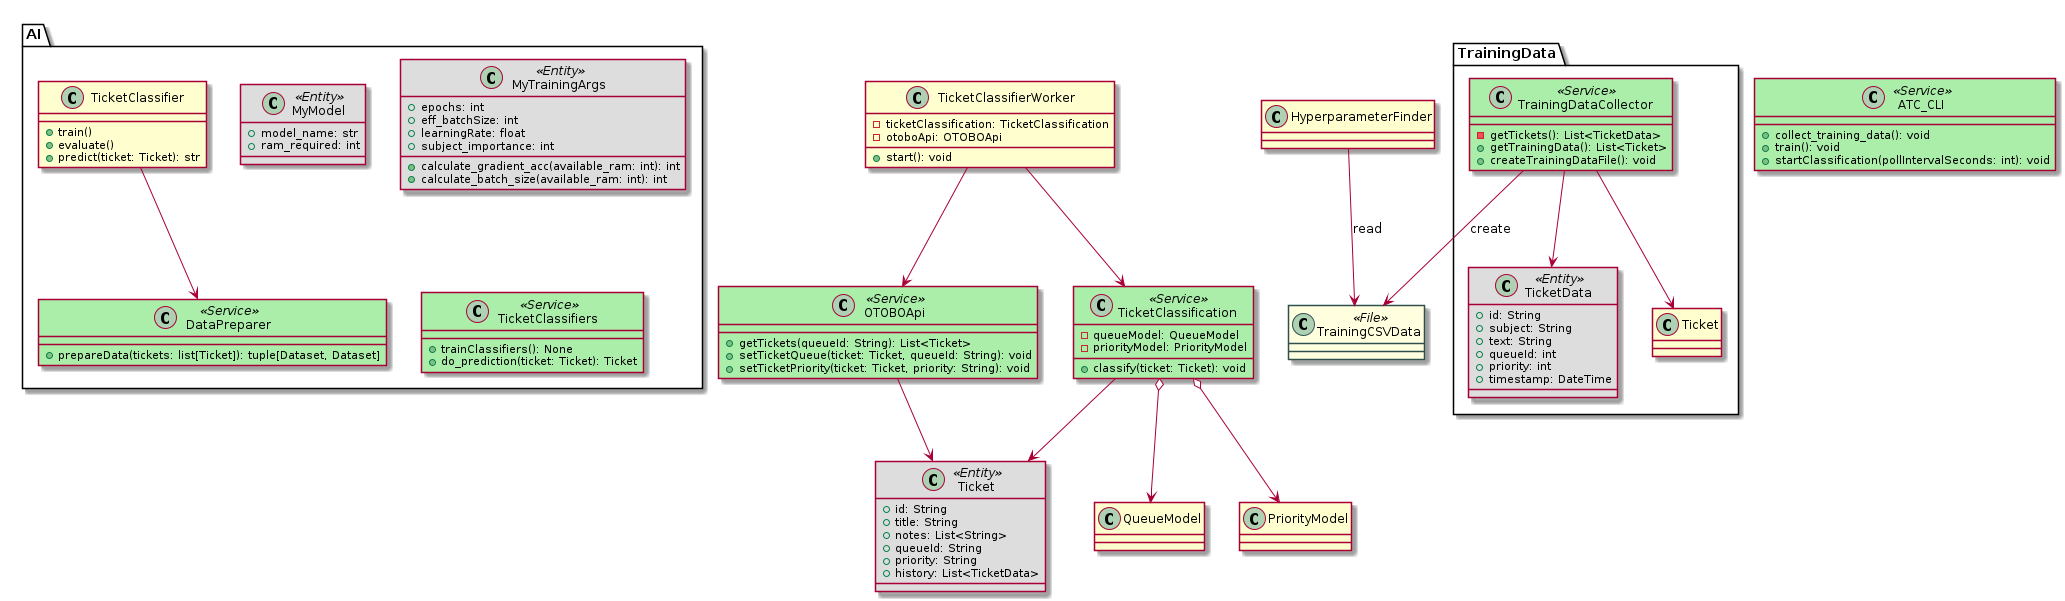 AI
C TicketClassifier
train()
evaluate()
predict(ticket: Ticket): str
C «Entity»
MyModel
model_name: str
ram_required: int
C «Entity»
MyTrainingArgs
epochs: int
eff_batchSize: int
learningRate: float
subject_importance: int
calculate_gradient_acc(available_ram: int): int
calculate_batch_size(available_ram: int): int
C «Service»
DataPreparer
prepareData(tickets: list[Ticket]): tuple[Dataset, Dataset]
C «Service»
TicketClassifiers
trainClassifiers(): None
do_prediction(ticket: Ticket): Ticket
C TicketClassifierWorker
ticketClassification: TicketClassification
otoboApi: OTOBOApi
start(): void
C «Service»
OTOBOApi
getTickets(queueId: String): List<Ticket>
setTicketQueue(ticket: Ticket, queueId: String): void
setTicketPriority(ticket: Ticket, priority: String): void
C «Service»
TicketClassification
queueModel: QueueModel
priorityModel: PriorityModel
classify(ticket: Ticket): void
C «Entity»
Ticket
id: String
title: String
notes: List<String>
queueId: String
priority: String
history: List<TicketData>
C QueueModel
C PriorityModel
C HyperparameterFinder
read
create
C «File»
TrainingCSVData
TrainingData
C «Service»
TrainingDataCollector
getTickets(): List<TicketData>
getTrainingData(): List<Ticket>
createTrainingDataFile(): void
C «Entity»
TicketData
id: String
subject: String
text: String
queueId: int
priority: int
timestamp: DateTime
C Ticket
C «Service»
ATC_CLI
collect_training_data(): void
train(): void
startClassification(pollIntervalSeconds: int): void